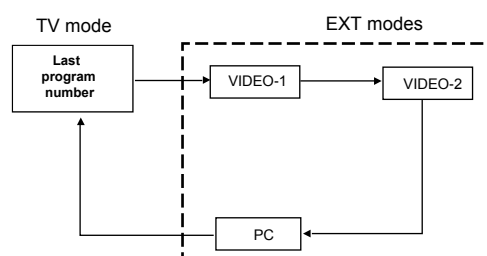 TV mode
EXT modes
Last
program
number
VIDEO-1
VIDEO-2
PC